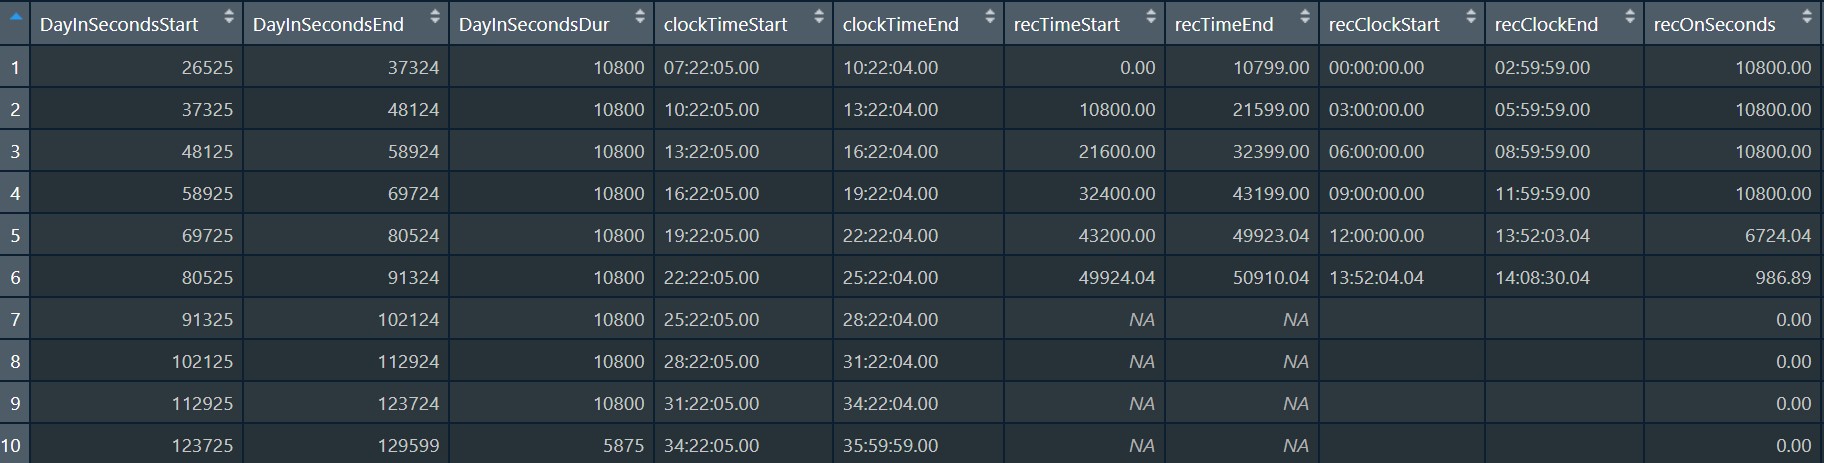 DayInSecondsStart DayInSecondsEnd DayInSecondsDur clockTimeStart clockTimeEnd recTimeStart recTimeEnd recClockStart recClockEnd recOnSeconds
1 26525 37324 10800 07:22:05.00 10:22:04.00 0.00 10799.00 00:00:00.00 02:59:59.00 10800.00
2 37325 48124 10800 10:22:05.00 13:22:04.00 10800.00 21599.00 03:00:00.00 05:59:59.00 10800.00
3 48125 58924 10800 13:22:05.00 16:22:04.00 21600.00 32399.00 06:00:00.00 08:59:59.00 10800.00
4 58925 69724 10800 16:22:05.00 19:22:04.00 32400.00 43199.00 09:00:00.00 11:59:59.00 10800.00
5 69725 80524 10800 19:22:05.00 22:22:04.00 43200.00 49923.04 12:00:00.00 13:52:03.04 6724.04
6 80525 91324 10800 22:22:05.00 25:22:04.00 49924.04 50910.04 13:52:04.04 14:08:30.04 986.89
7 91325 102124 10800 25:22:05.00 28:22:04.00 NA NA 0.00
8 102125 112924 10800 28:22:05.00 31:22:04.00 NA NA 0.00
9 112925 123724 10800 31:22:05.00 34:22:04.00 NA NA 0.00
10 123725 129599 5875 34:22:05.00 35:59:59.00 NA NA 0.00